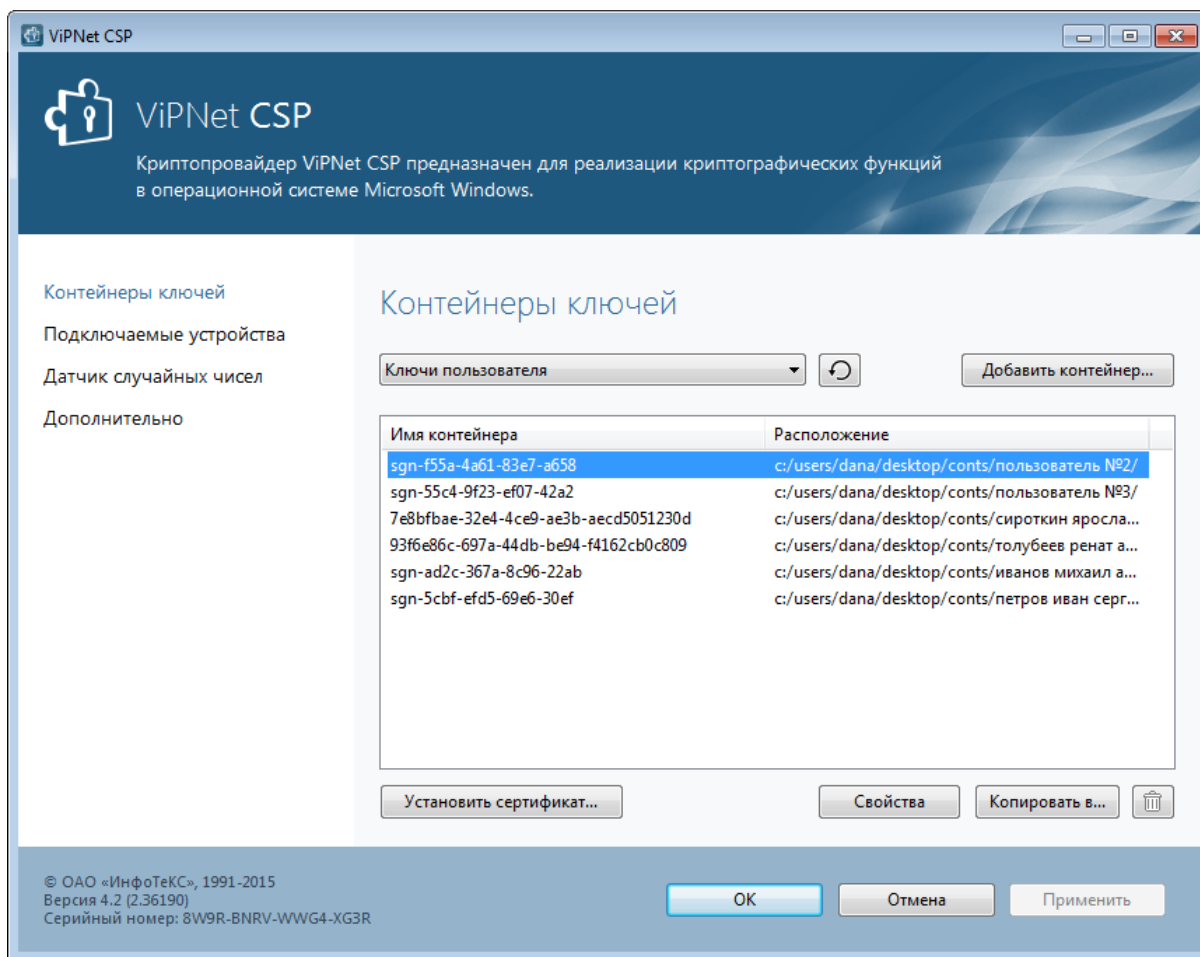 ViPNet CSP
ViPNet CSP
Криптопровайдер ViPNet CSP предназначен для реализации криптографических функций
в операционной системе Microsoft Windows.
Контейнеры ключей
Подключаемые устройства
Датчик случайных чисел
Дополнительно
Контейнеры ключей
Ключи пользователя
Добавить контейнер...
Имя контейнера Расположение
sgn-f55a-4a61-83e7-a658 c:/users/dana/desktop/conts/пользователь №2/
sgn-55c4-9f23-ef07-42a2 c:/users/dana/desktop/conts/пользователь №3/
7e8bfbae-32e4-4ce9-ae3b-aecd5051230d c:/users/dana/desktop/conts/сироткин яросла...
93f6e86c-697a-44db-be94-f4162cb0c809 c:/users/dana/desktop/conts/толубеев ренат а...
sgn-ad2c-367a-8c96-22ab c:/users/dana/desktop/conts/иванов михаил а...
sgn-5cbf-efd5-69e6-30ef c:/users/dana/desktop/conts/петров иван серг...
Установить сертификат... Свойства Копировать в...
© ОАО «ИнфоТеКС», 1991-2015
Версия 4.2 (2.36190)
Серийный номер: 8W9R-BNRV-WWG4-XG3R
OK Отмена Применить